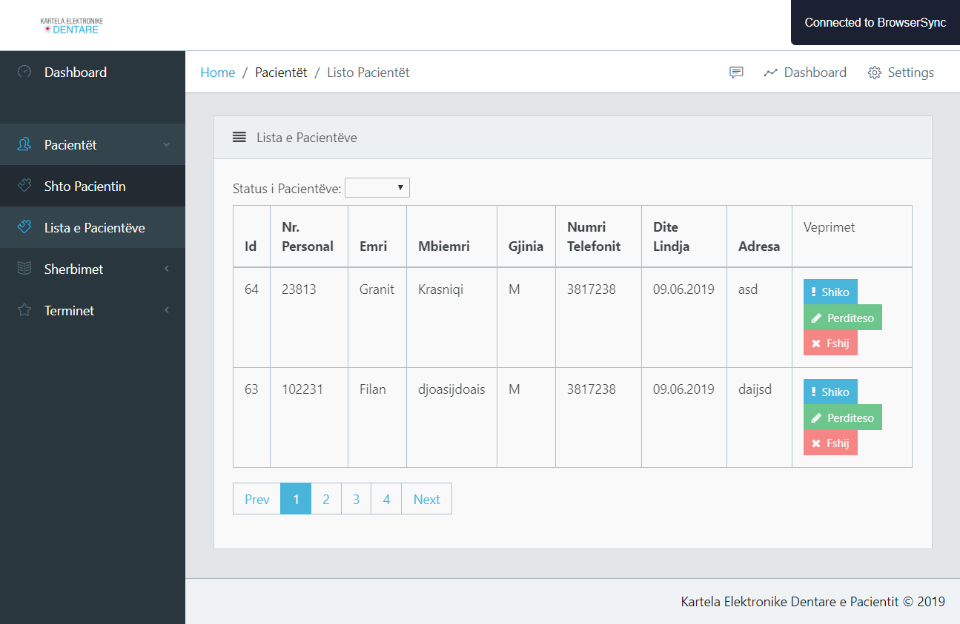 KARTELA ELEKTRONIKE
DENTARE
Connected to BrowserSync
Dashboard
Pacientët
Shto Pacientin
Lista e Pacientëve
Sherbimet
Terminet
Home / Pacientët / Listo Pacientët
Dashboard
Settings
Lista e Pacientëve
Status i Pacientëve:
Id Nr. Personal Emri Mbiemri Gjinia Numri Telefonit Dite Lindja Adresa Veprimet
64 23813 Granit Krasniqi M 3817238 09.06.2019 asd
Shiko
Perditeso
Fshij
63 102231 Filan djoasijdoais M 3817238 09.06.2019 daijsd
Shiko
Perditeso
Fshij
Prev 1 2 3 4 Next
Kartela Elektronike Dentare e Pacientit © 2019